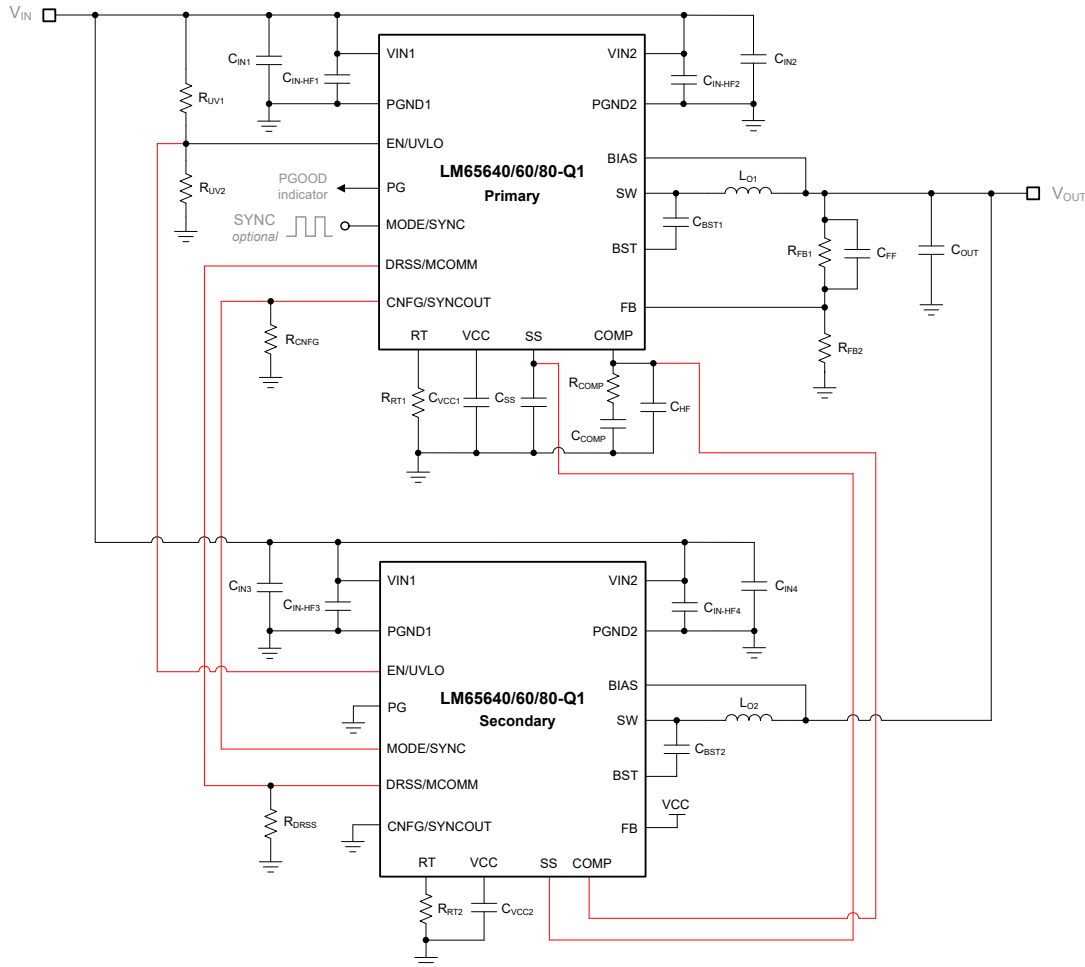 VIN
VIN1
VIN2
CIN1
CIN-HF1
CIN-HF2
CIN2
RUV1
PGND1
PGND2
EN/UVLO
BIAS
LM65640/60/80-Q1
Primary
PGOOD
indicator
PG
RUV2
SW
LO1
VOUT
SYNC
optional
MODE/SYNC
CBST1
BST
RFB1
CFF
COUT
DRSS/MCOMM
CNFG/SYNCOUT
FB
RCNFG
RT
VCC
SS
COMP
RFB2
RRT1
CVCC1
CSS
RCOMP
CHF
CCOMP
VIN1
VIN2
CIN3
CIN-HF3
CIN-HF4
CIN4
PGND1
PGND2
EN/UVLO
BIAS
LM65640/60/80-Q1
Secondary
PG
SW
LO2
MODE/SYNC
CBST2
BST
DRSS/MCOMM
VCC
RDRSS
CNFG/SYNCOUT
FB
RT
VCC
SS
COMP
RRT2
CVCC2